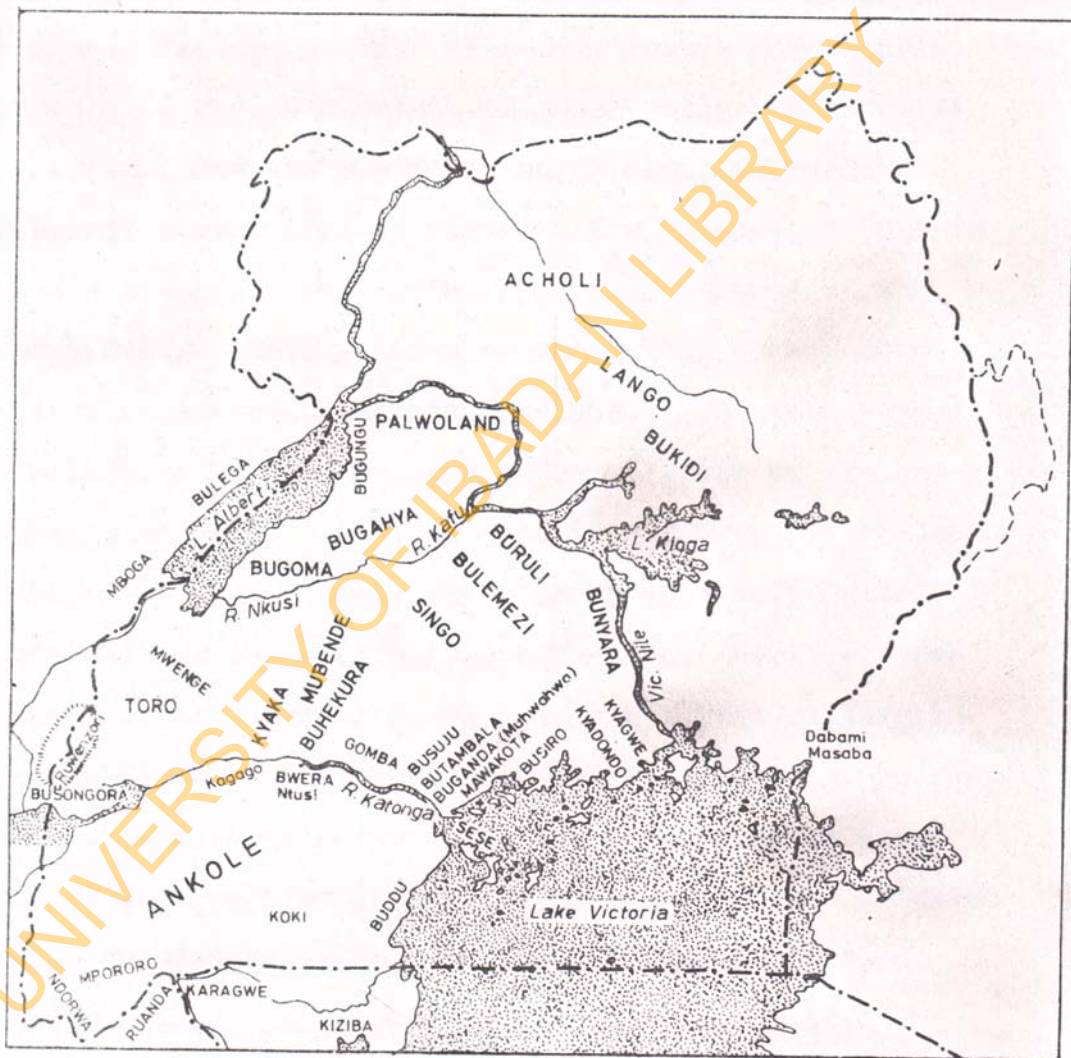 ACHOLI
LANGO
BUKIDI
PALWOLAND
BUGUNGU
BULEGA
Albert
MBOGA
BUGAHYA
R. Kafu
BUGOMA
R. Nkusi
BURULI
BULEMEZI
SINGO
L. Kioga
BUNYARA
Vic. Nile
MWENGE
TORO
KYAKA
MUBENDE
BUHEKURA
GOMBA
BUSUJU
BUTAMBALA
BUGANDA (Muhwahwa)
MAWAKOTA
BUSIRO
KYADONDO
KYAGWE
Dabami
Masaba
BUSONGORA
Kagago
BWERA
Ntusi
R. Katonga
SESE
ANKOLE
KOKI
BUDDU
Lake Victoria
MPORORO
NDORWA
RUANDA
KARAGWE
KIZIBA
UNIVERSITY OF IBADAN LIBRARY